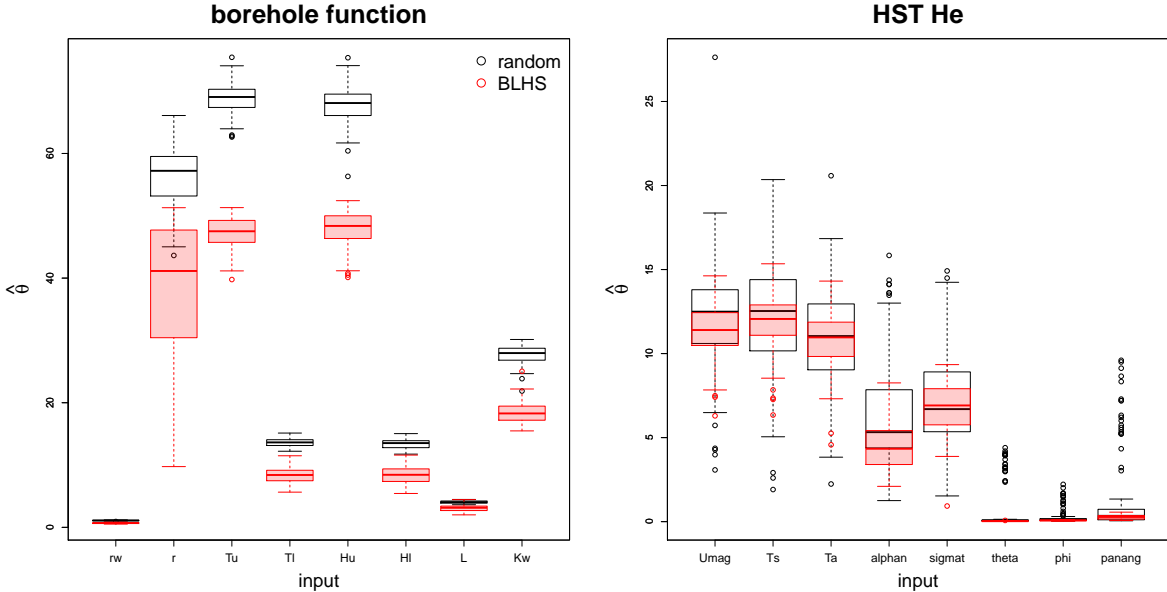 borehole function
random
BLHS
θ̂
60
40
20
0
rw r Tu Tl Hu Hl L Kw
input
HST He
θ̂
25
20
15
10
5
0
Umag Ts Ta alphan sigmat theta phi panang
input